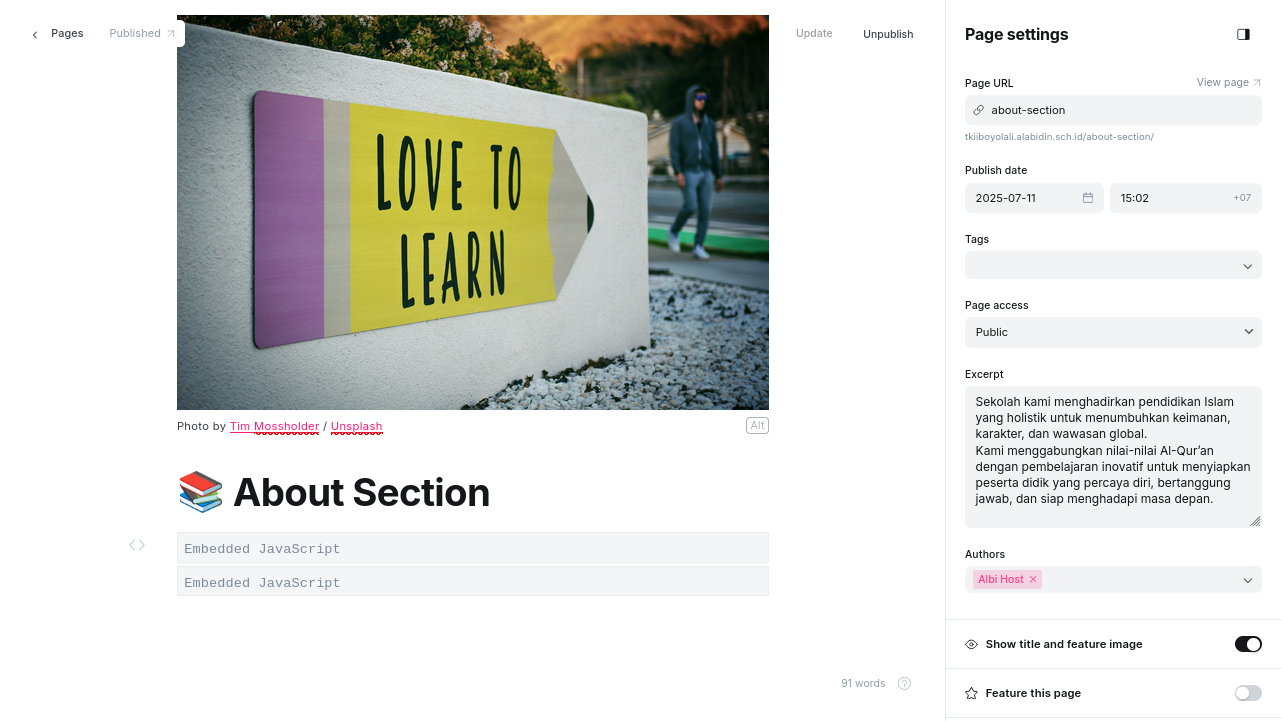 Pages
Published
Update
Unpublish
LOVE TO
LEARN
Photo by Tim Mossholder / Unsplash
Alt
📚 About Section
Embedded JavaScript
Embedded JavaScript
91 words
?
Page settings
Page URL
View page
about-section
tkiiboyolali.alabidin.sch.id/about-section/
Publish date
2025-07-11
15:02
+07
Tags
Page access
Public
Excerpt
Sekolah kami menghadirkan pendidikan Islam
yang holistik untuk menumbuhkan keimanan,
karakter, dan wawasan global.
Kami menggabungkan nilai-nilai Al-Qur’an
dengan pembelajaran inovatif untuk menyiapkan
peserta didik yang percaya diri, bertanggung
jawab, dan siap menghadapi masa depan.
Authors
Albi Host
Show title and feature image
Feature this page